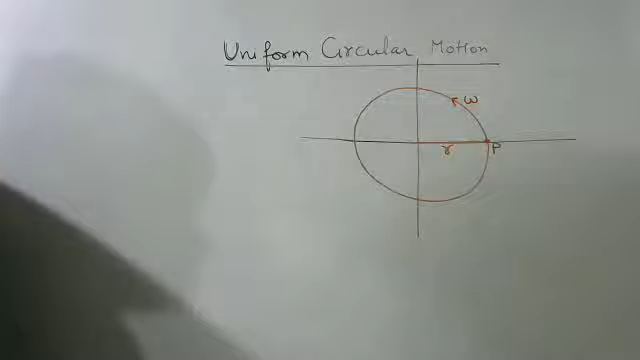 Uniform Circular Motion
ω
r
P